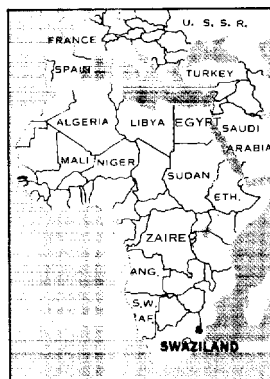 U. S. S. R.
FRANCE
SPAIN
TURKEY
ALGERIA
LIBYA
EGYPT
SAUDI
ARABIA
MALI
NIGER
SUDAN
ETH.
ZAIRE
ANG.
S.W.
AF.
SWAZILAND